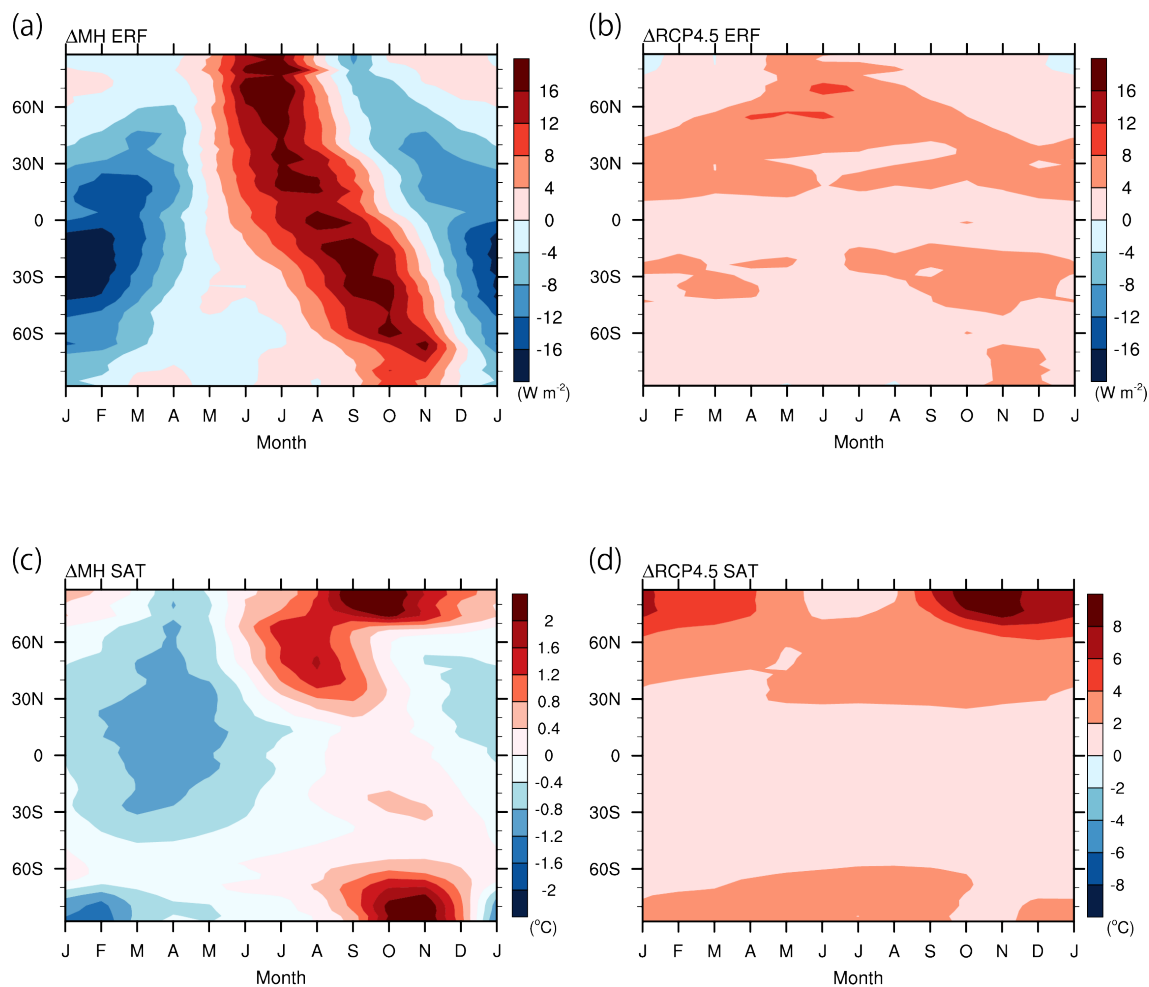 (a)
ΔMH ERF
60N
30N
0
30S
60S
J F M A M J J A S O N D J
Month
16
12
8
4
0
-4
-8
-12
-16
(W m⁻²)
(b)
ΔRCP4.5 ERF
60N
30N
0
30S
60S
J F M A M J J A S O N D J
Month
16
12
8
4
0
-4
-8
-12
-16
(W m⁻²)
(c)
ΔMH SAT
60N
30N
0
30S
60S
J F M A M J J A S O N D J
Month
2
1.6
1.2
0.8
0.4
0
-0.4
-0.8
-1.2
-1.6
-2
(°C)
(d)
ΔRCP4.5 SAT
60N
30N
0
30S
60S
J F M A M J J A S O N D J
Month
8
6
4
2
0
-2
-4
-6
-8
(°C)